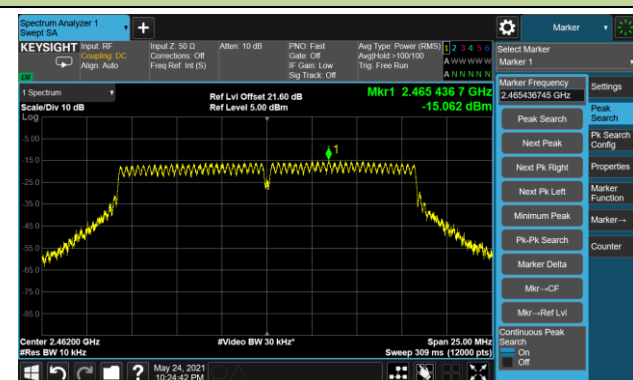 Spectrum Analyzer 1
Swept SA
+
Marker
KEYSIGHT
Input: RF
Coupling: DC
Align: Auto
Input Z: 50 Ω
Corrections: Off
Freq Ref: Int (S)
Atten: 10 dB
PNO: Fast
Gate: Off
IF Gain: Low
Sig Track: Off
Avg Type: Power (RMS)
Avg|Hold:>100/100
Trig: Free Run
1 2 3 4 5 6
A W W W W W
A N N N N N
Select Marker
Marker 1
1 Spectrum
Scale/Div 10 dB
Log
Ref Lvl Offset 21.60 dB
Ref Level 5.00 dBm
Mkr1 2.465 436 7 GHz
-15.062 dBm
-5.00
-15.0
-25.0
-35.0
-45.0
-55.0
-65.0
-75.0
-85.0
1
Center 2.46200 GHz
#Res BW 10 kHz
#Video BW 30 kHz*
Span 25.00 MHz
Sweep 309 ms (12000 pts)
Marker Frequency
2.465436745 GHz
Peak Search
Next Peak
Next Pk Right
Next Pk Left
Minimum Peak
Pk-Pk Search
Marker Delta
Mkr→CF
Mkr→Ref Lvl
Continuous Peak
Search
On
Off
Settings
Peak
Search
Pk Search
Config
Properties
Marker
Function
Marker→
Counter
?
May 24, 2021
10:24:42 PM